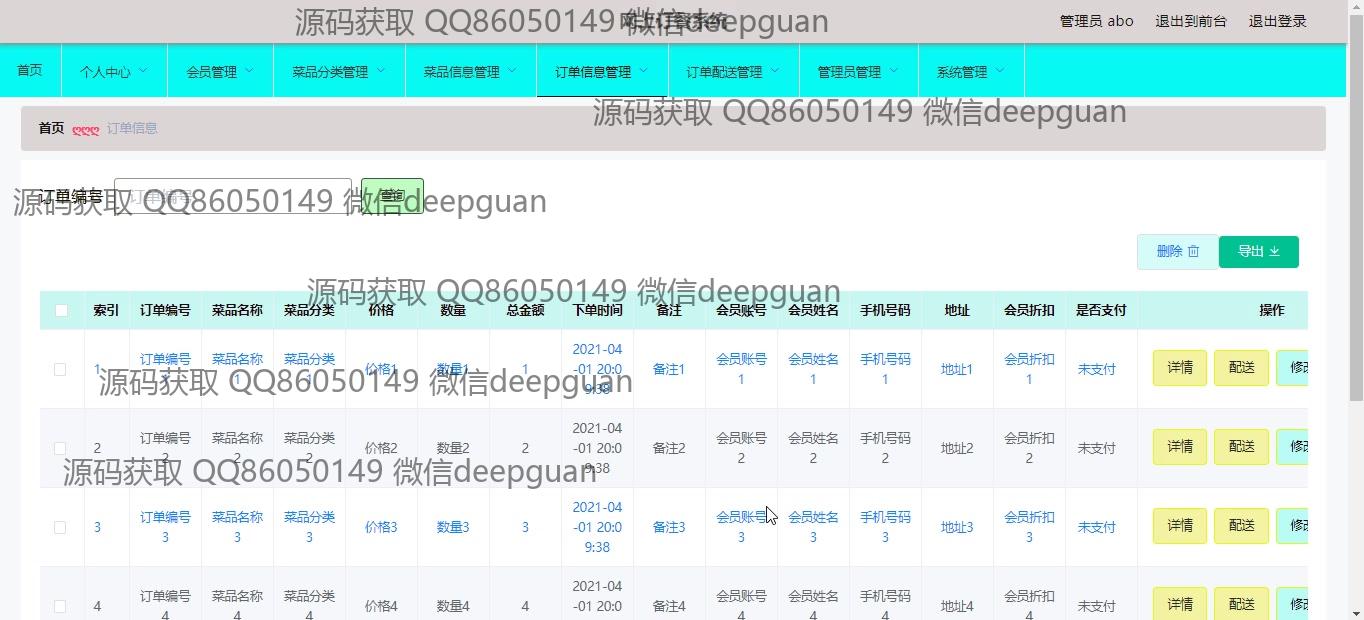 源码获取 QQ86050149 微信deepguan
网上订餐系统
管理员 abo 退出到前台 退出登录
首页 个人中心 会员管理 菜品分类管理 菜品信息管理 订单信息管理 订单配送管理 管理员管理 系统管理
源码获取 QQ86050149 微信deepguan
首页 ღღღ 订单信息
订单编号 订单编号 查询
源码获取 QQ86050149 微信deepguan
删除 导出
源码获取 QQ86050149 微信deepguan
索引 订单编号 菜品名称 菜品分类 价格 数量 总金额 下单时间 备注 会员账号 会员姓名 手机号码 地址 会员折扣 是否支付 操作
1 订单编号1 菜品名称1 菜品分类1 价格1 数量1 1 2021-04-01 20:09:38 备注1 会员账号1 会员姓名1 手机号码1 地址1 会员折扣1 未支付 详情 配送 修
源码获取 QQ86050149 微信deepguan
2 订单编号2 菜品名称2 菜品分类2 价格2 数量2 2 2021-04-01 20:09:38 备注2 会员账号2 会员姓名2 手机号码2 地址2 会员折扣2 未支付 详情 配送 修
源码获取 QQ86050149 微信deepguan
3 订单编号3 菜品名称3 菜品分类3 价格3 数量3 3 2021-04-01 20:09:38 备注3 会员账号3 会员姓名3 手机号码3 地址3 会员折扣3 未支付 详情 配送 修
4 订单编号4 菜品名称4 菜品分类4 价格4 数量4 4 2021-04-01 20:0 备注4 会员账号4 会员姓名4 手机号码4 地址4 会员折扣4 未支付 详情 配送 修